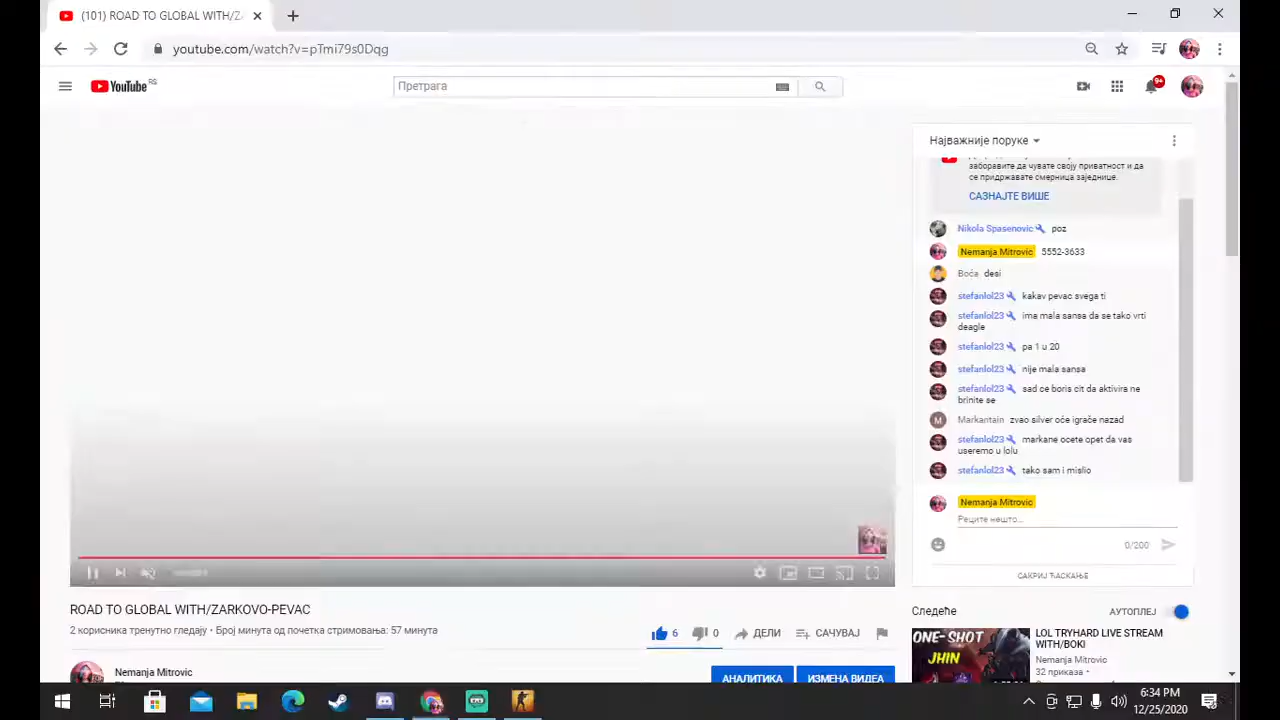 (101) ROAD TO GLOBAL WITH/ZA
youtube.com/watch?v=pTmi79s0Dqg
YouTube RS
Претрага
9+
Најважније поруке
заборавите да чувате своју приватност и да
се придржавате смерница заједнице.
САЗНАЈТЕ ВИШЕ
Nikola Spasenovic poz
Nemanja Mitrovic 5552-3633
Boća desi
stefanlol23 kakav pevac svega ti
stefanlol23 ima mala sansa da se tako vrti
deagle
stefanlol23 pa 1 u 20
stefanlol23 nije mala sansa
stefanlol23 sad ce boris cit da aktivira ne
brinite se
M Markantain zvao silver oće igrače nazad
stefanlol23 markane ocete opet da vas
useremo u lolu
stefanlol23 tako sam i mislio
Nemanja Mitrovic
Реците нешто...
0/200
САКРИЈ ЋАСКАЊЕ
ROAD TO GLOBAL WITH/ZARKOVO-PEVAC
2 корисника тренутно гледају • Број минута од почетка стримовања: 57 минута
6 0 ДЕЛИ САЧУВАЈ
Nemanja Mitrovic
АНАЛИТИКА ИЗМЕНА ВИДЕА
Следеће АУТОПЛЕЈ
ONE-SHOT
JHIN
LOL TRYHARD LIVE STREAM
WITH/BOKI
Nemanja Mitrovic
32 приказа •
6:34 PM
12/25/2020